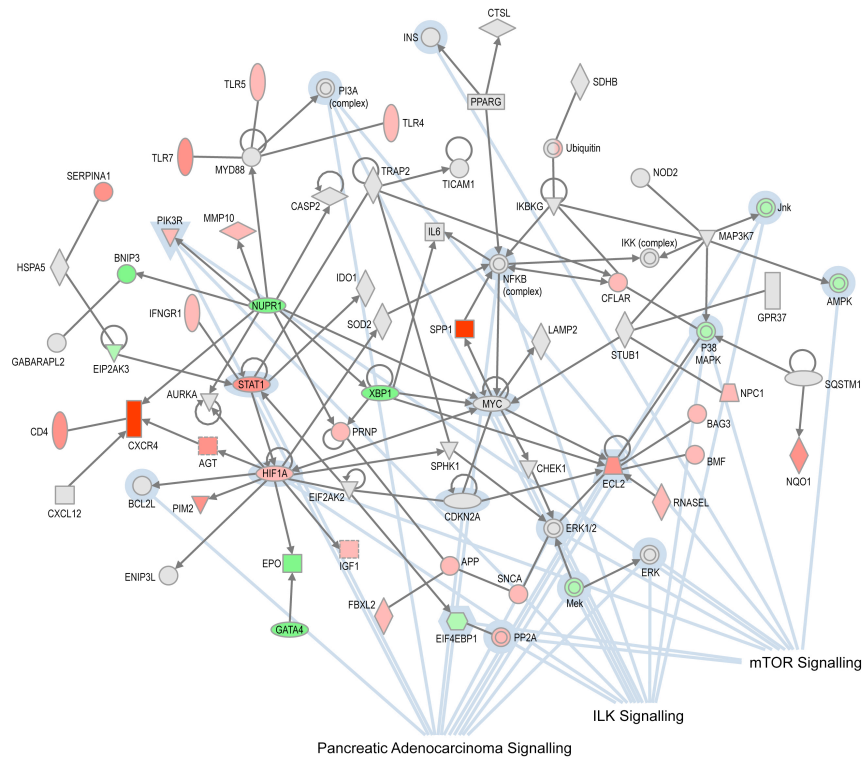 CTSL
INS
TLR5
PI3A
(complex)
SDHB
PPARG
TLR4
TLR7
MYD88
Ubiquitin
SERPINA1
TRAP2
TICAM1
NOD2
CASP2
IKBKG
PIK3R
MMP10
IL6
Jnk
MAP3K7
IKK (complex)
HSPA5
BNIP3
IDO1
NFKB
(complex)
CFLAR
AMPK
NUPR1
GPR37
IFNGR1
SOD2
SPP1
LAMP2
P38
MAPK
STUB1
GABARAPL2
EIP2AK3
STAT1
SQSTM1
AURKA
XBP1
MYC
NPC1
CD4
CXCR4
PRNP
BAG3
AGT
SPHK1
CHEK1
BMF
NQO1
HIF1A
ECL2
BCL2L
PIM2
EIF2AK2
RNASEL
CXCL12
CDKN2A
ERK1/2
EPO
IGF1
ERK
ENIP3L
APP
SNCA
Mek
FBXL2
GATA4
EIF4EBP1
PP2A
mTOR Signalling
ILK Signalling
Pancreatic Adenocarcinoma Signalling